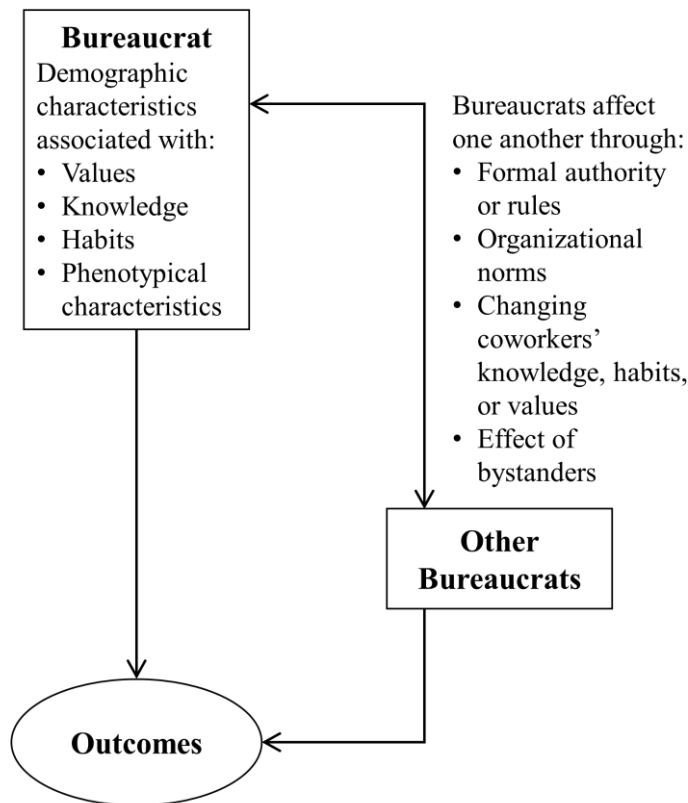 Bureaucrat
Demographic
characteristics
associated with:
• Values
• Knowledge
• Habits
• Phenotypical
characteristics
Bureaucrats affect
one another through:
• Formal authority
or rules
• Organizational
norms
• Changing
coworkers’
knowledge, habits,
or values
• Effect of
bystanders
Other
Bureaucrats
Outcomes